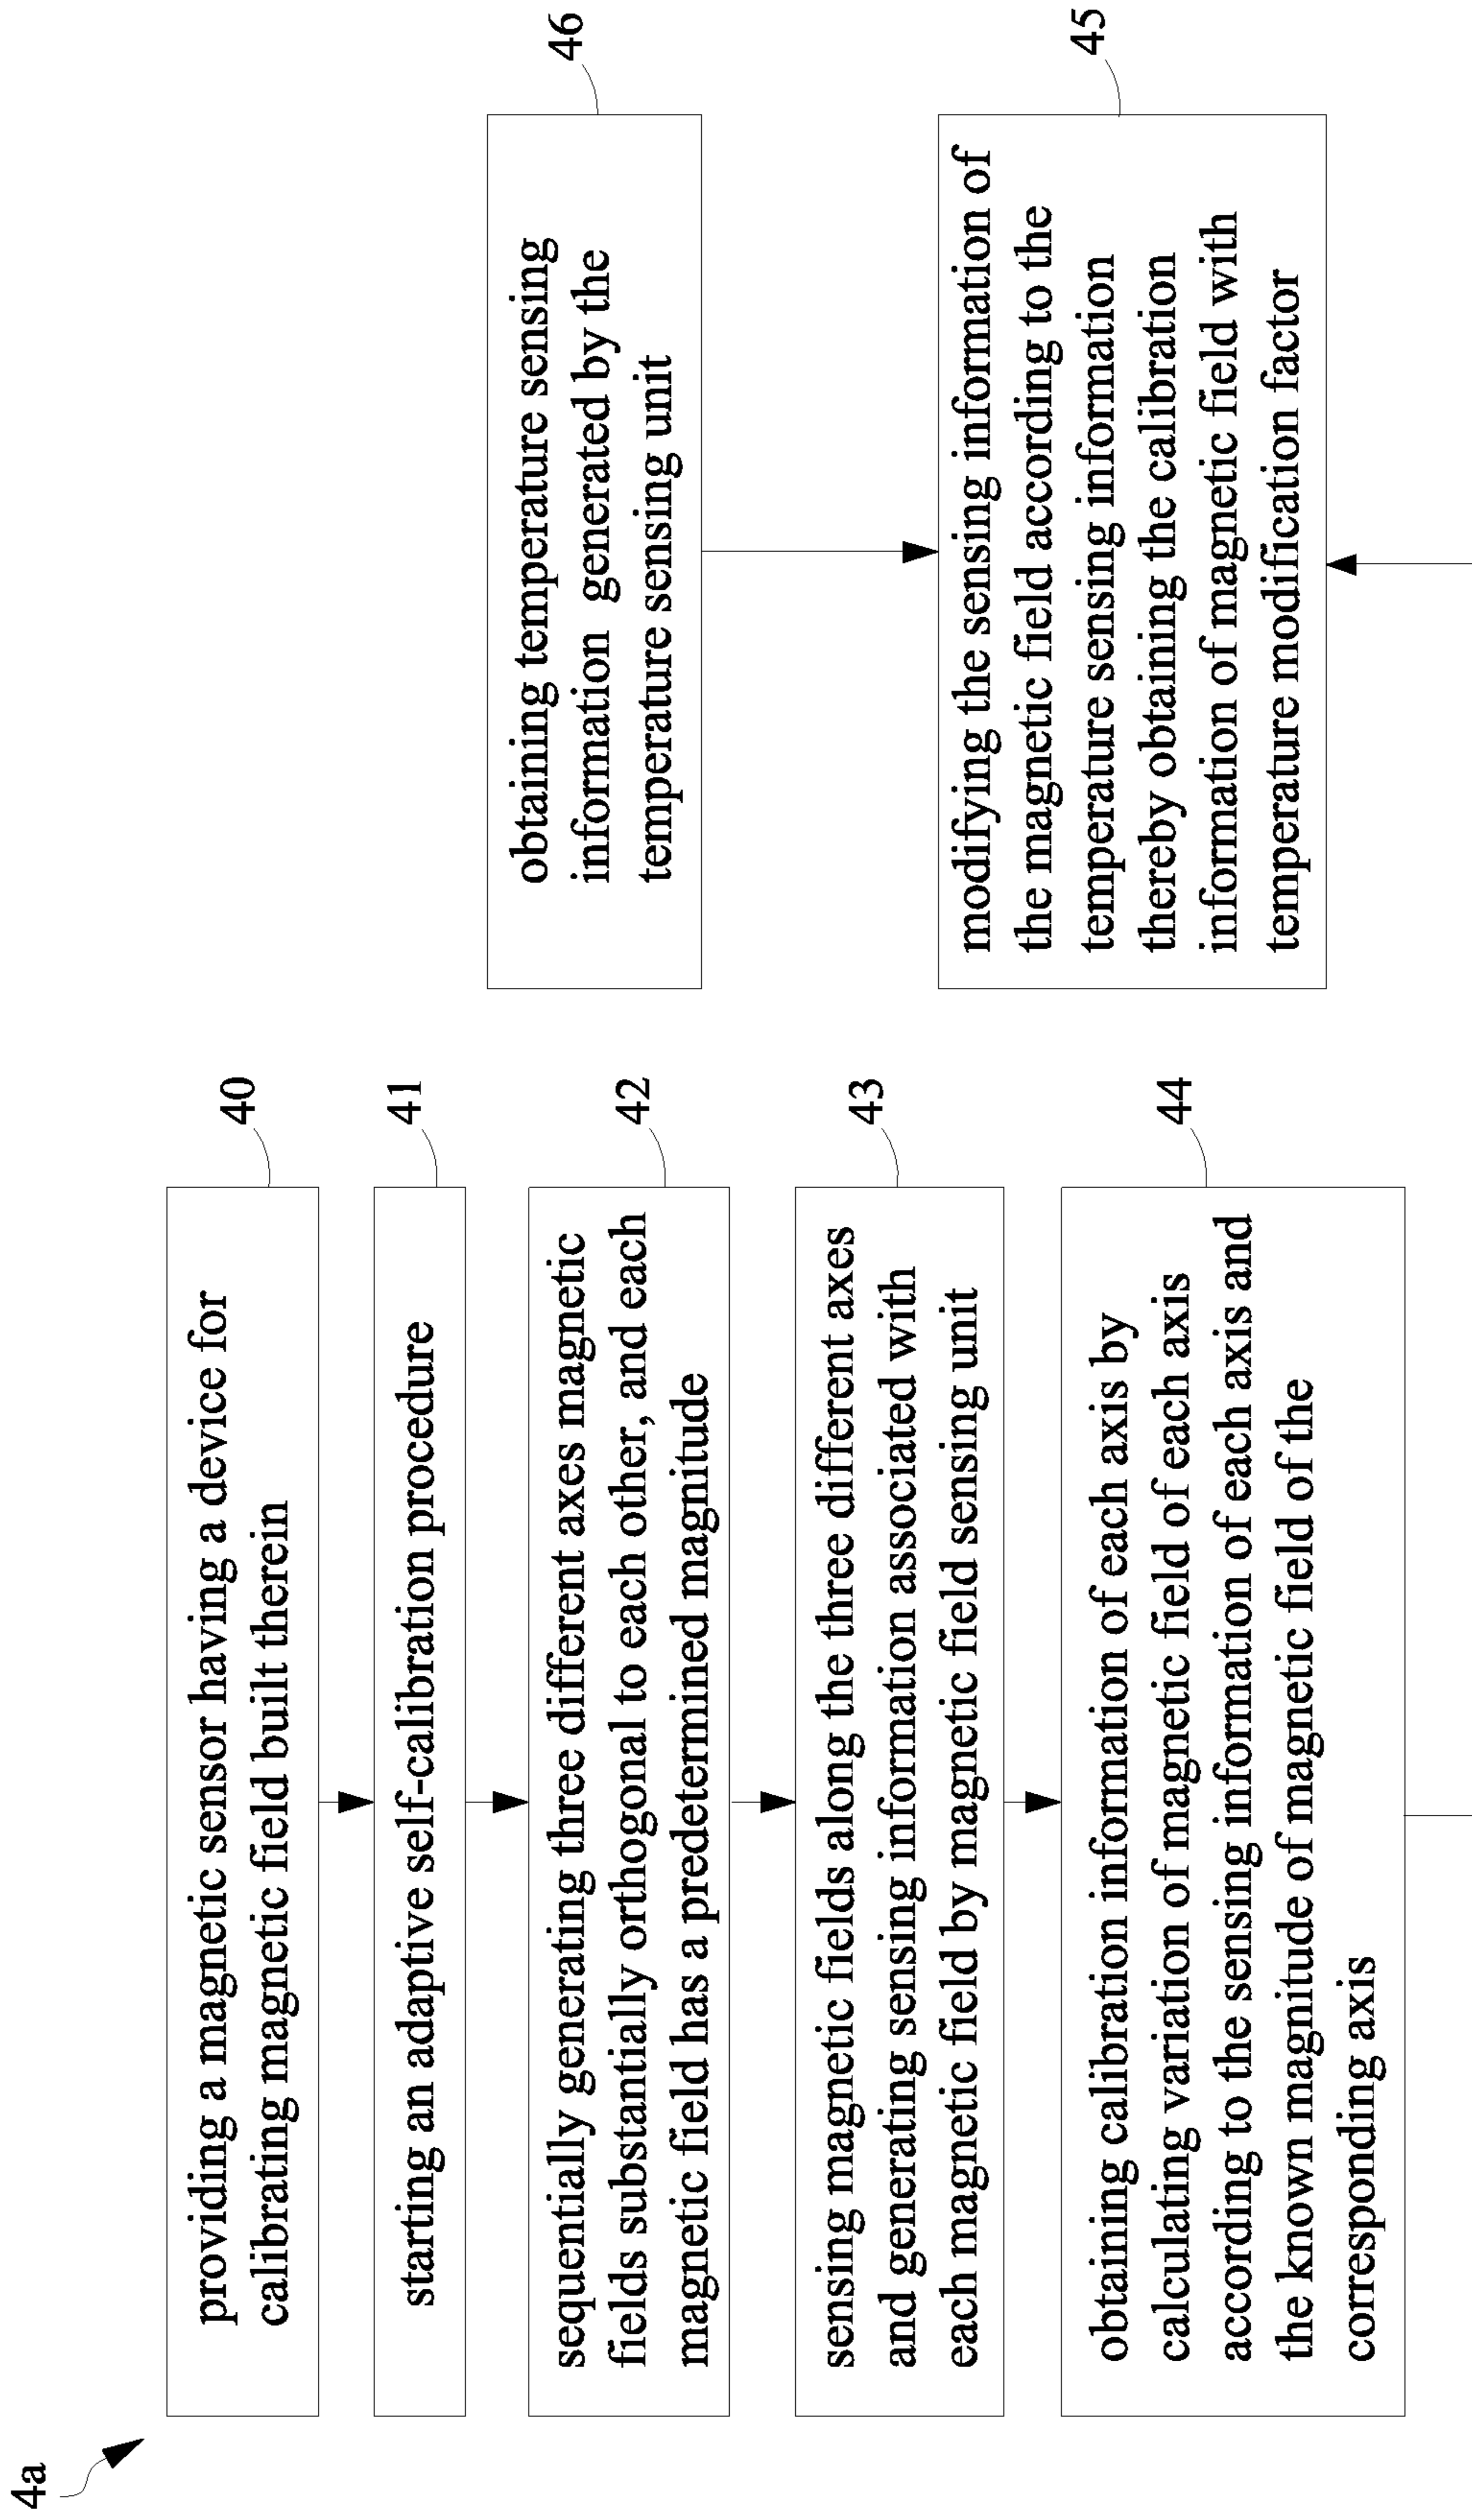 4a
providing a magnetic sensor having a device for
calibrating magnetic field built therein
40
starting an adaptive self-calibration procedure
41
sequentially generating three different axes magnetic
fields substantially orthogonal to each other, and each
magnetic field has a predetermined magnitude
42
sensing magnetic fields along the three different axes
and generating sensing information associated with
each magnetic field by magnetic field sensing unit
43
obtaining calibration information of each axis by
calculating variation of magnetic field of each axis
according to the sensing information of each axis and
the known magnitude of magnetic field of the
corresponding axis
44
obtaining temperature sensing
information generated by the
temperature sensing unit
46
modifying the sensing information of
the magnetic field according to the
temperature sensing information
thereby obtaining the calibration
information of magnetic field with
temperature modification factor
45